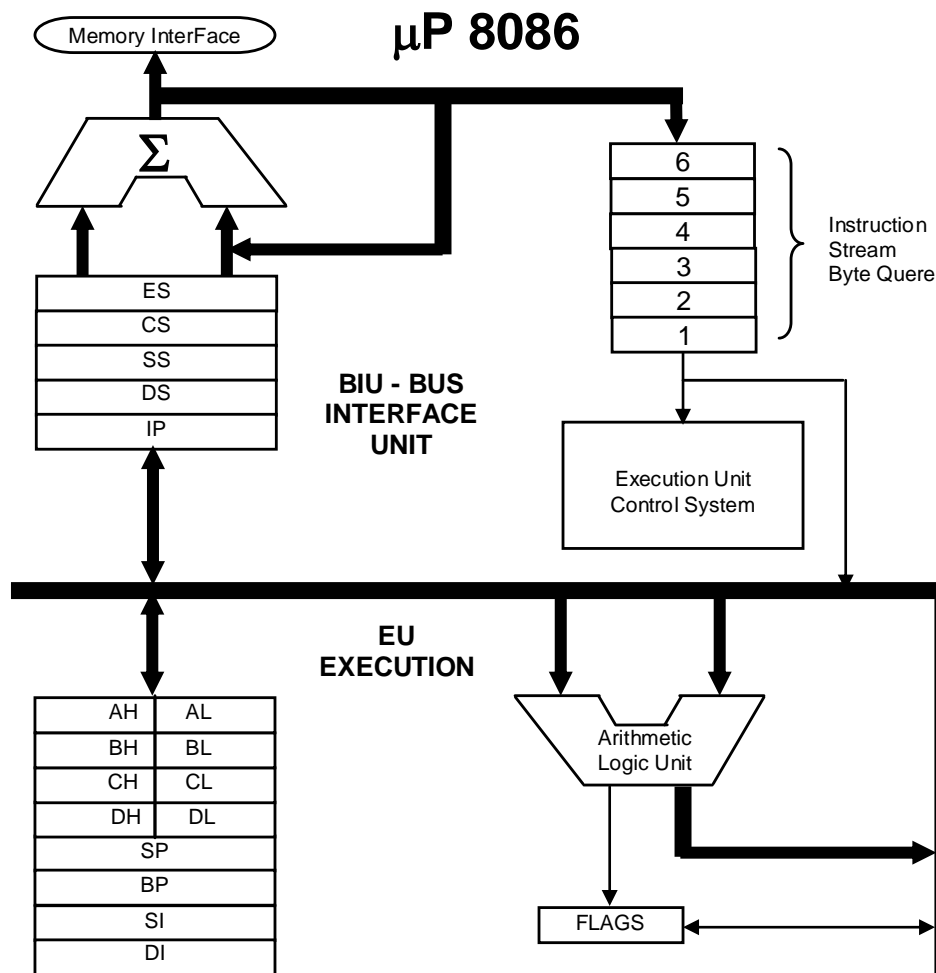 μP 8086
Memory InterFace
Σ
6
5
4
3
2
1
Instruction
Stream
Byte Quere
ES
CS
SS
DS
IP
BIU - BUS
INTERFACE
UNIT
Execution Unit
Control System
EU
EXECUTION
AH AL
BH BL
CH CL
DH DL
SP
BP
SI
DI
Arithmetic
Logic Unit
FLAGS